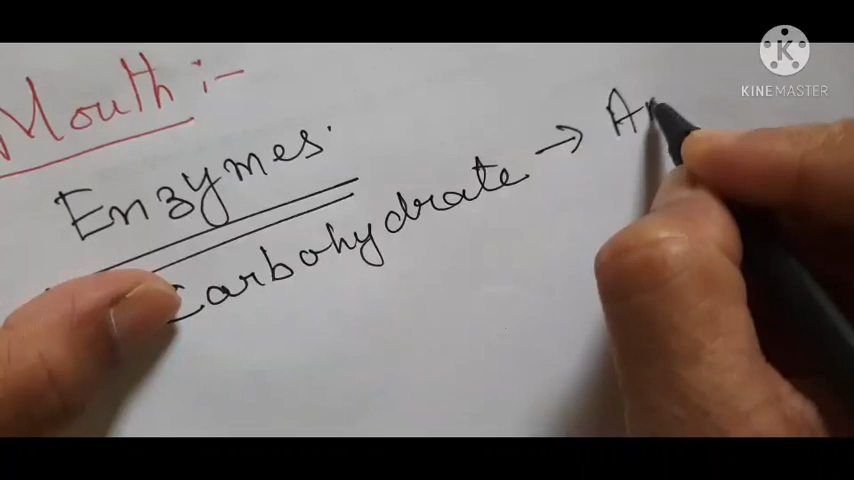 Mouth :-
Enzymes.
Carbohydrate → A
K
KINEMASTER